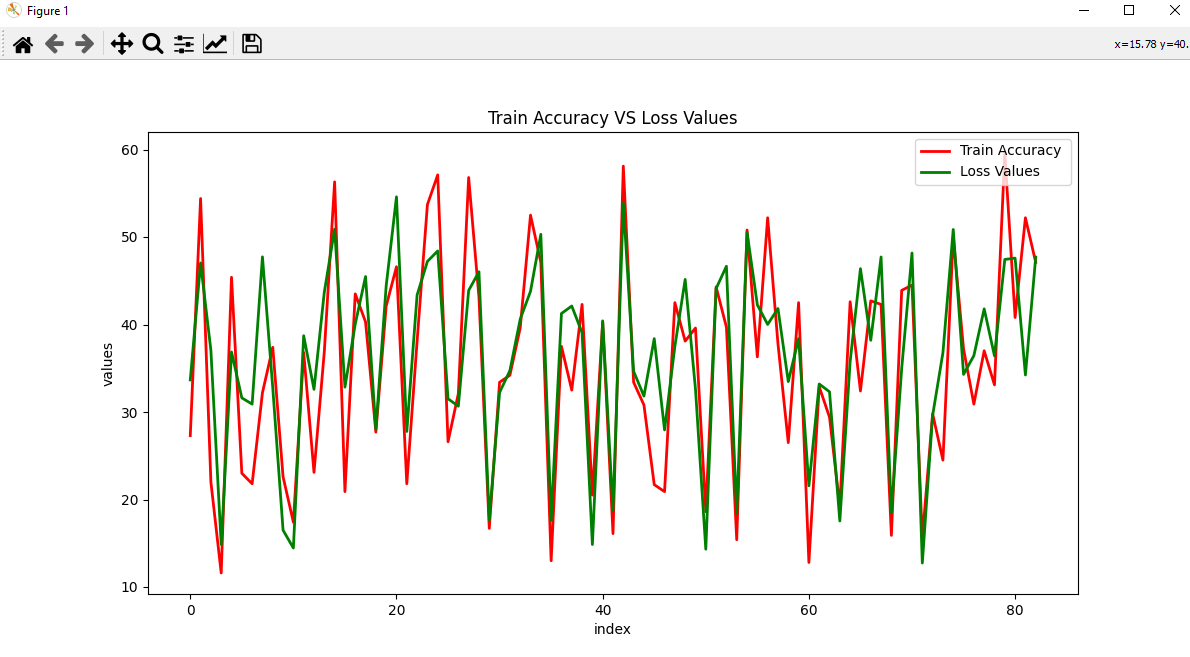 Figure 1
x=15.78 y=40.
Train Accuracy VS Loss Values
Train Accuracy
Loss Values
values
60
50
40
30
20
10
0 20 40 60 80
index